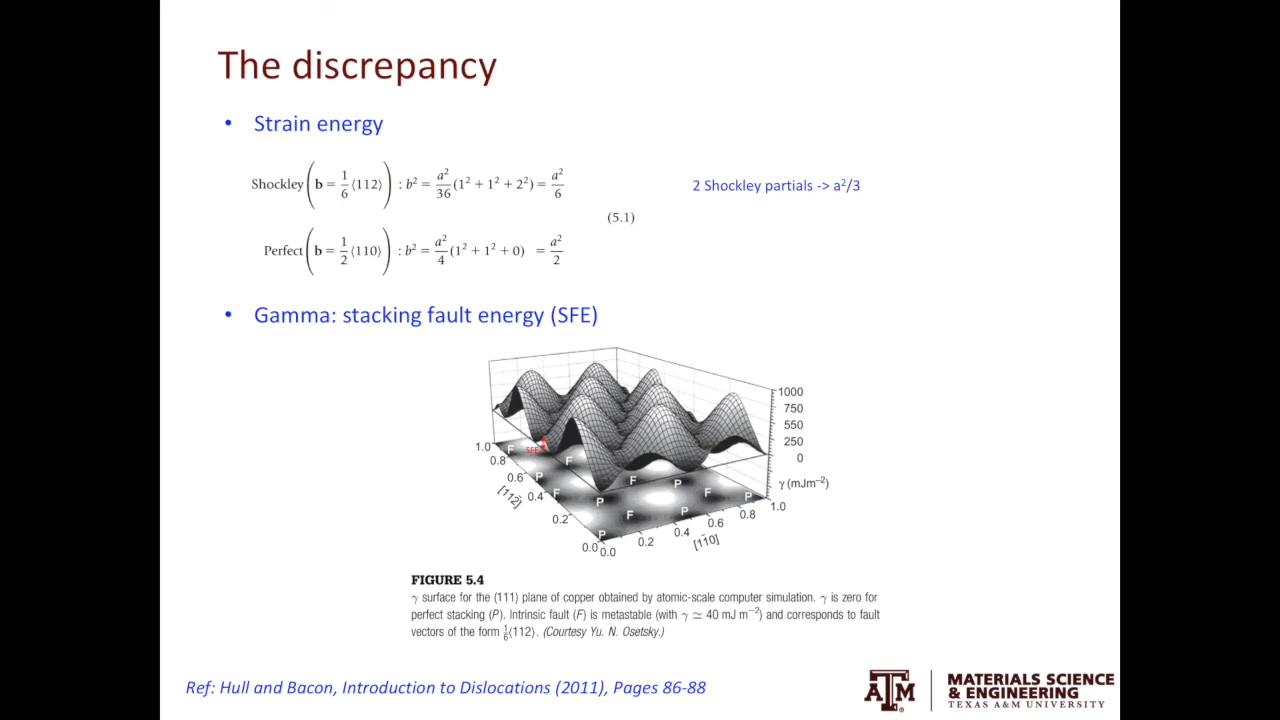 The discrepancy
• Strain energy
Shockley (b = 1/6 ⟨112⟩) : b² = a²/36 (1² + 1² + 2²) = a²/6
2 Shockley partials -> a²/3
(5.1)
Perfect (b = 1/2 ⟨110⟩) : b² = a²/4 (1² + 1² + 0) = a²/2
• Gamma: stacking fault energy (SFE)
1000
750
550
250
0
γ (mJm⁻²)
1.0
0.8
0.6
0.4
0.2
0.0
[112̄]
0.0
0.2
0.4
0.6
0.8
1.0
[11̄0]
SFE
F
F
P
F
P
F
P
F
P
F
P
P
FIGURE 5.4
γ surface for the (111) plane of copper obtained by atomic-scale computer simulation. γ is zero for
perfect stacking (P). Intrinsic fault (F) is metastable (with γ ≃ 40 mJ m⁻²) and corresponds to fault
vectors of the form 1/6⟨112⟩. (Courtesy Yu. N. Osetsky.)
Ref: Hull and Bacon, Introduction to Dislocations (2011), Pages 86-88
ATM
MATERIALS SCIENCE
& ENGINEERING
TEXAS A&M UNIVERSITY